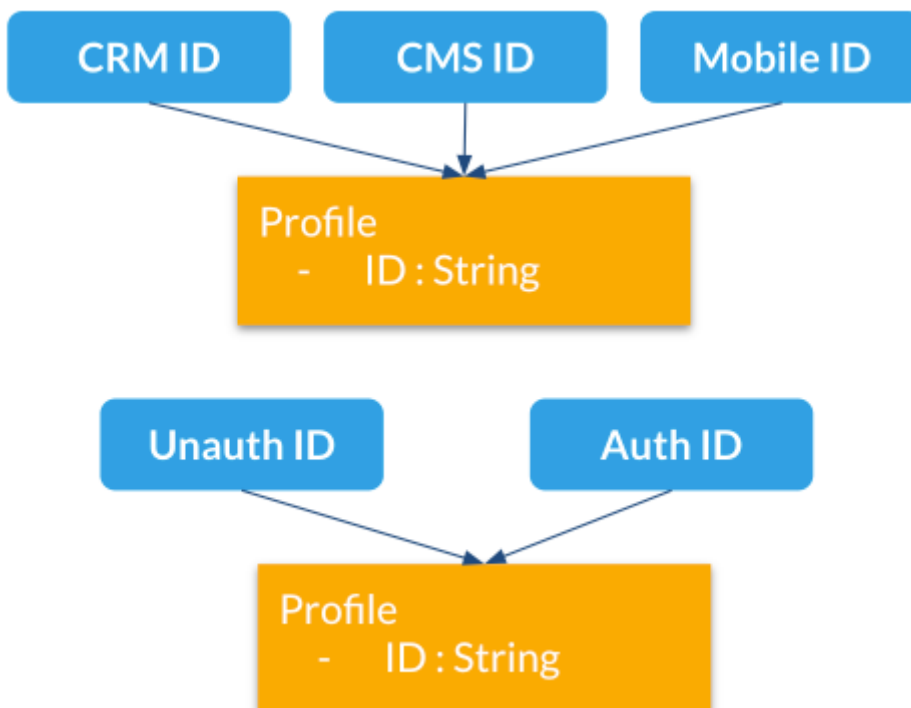 CRM ID
CMS ID
Mobile ID
Profile
- ID : String
Unauth ID
Auth ID
Profile
- ID : String